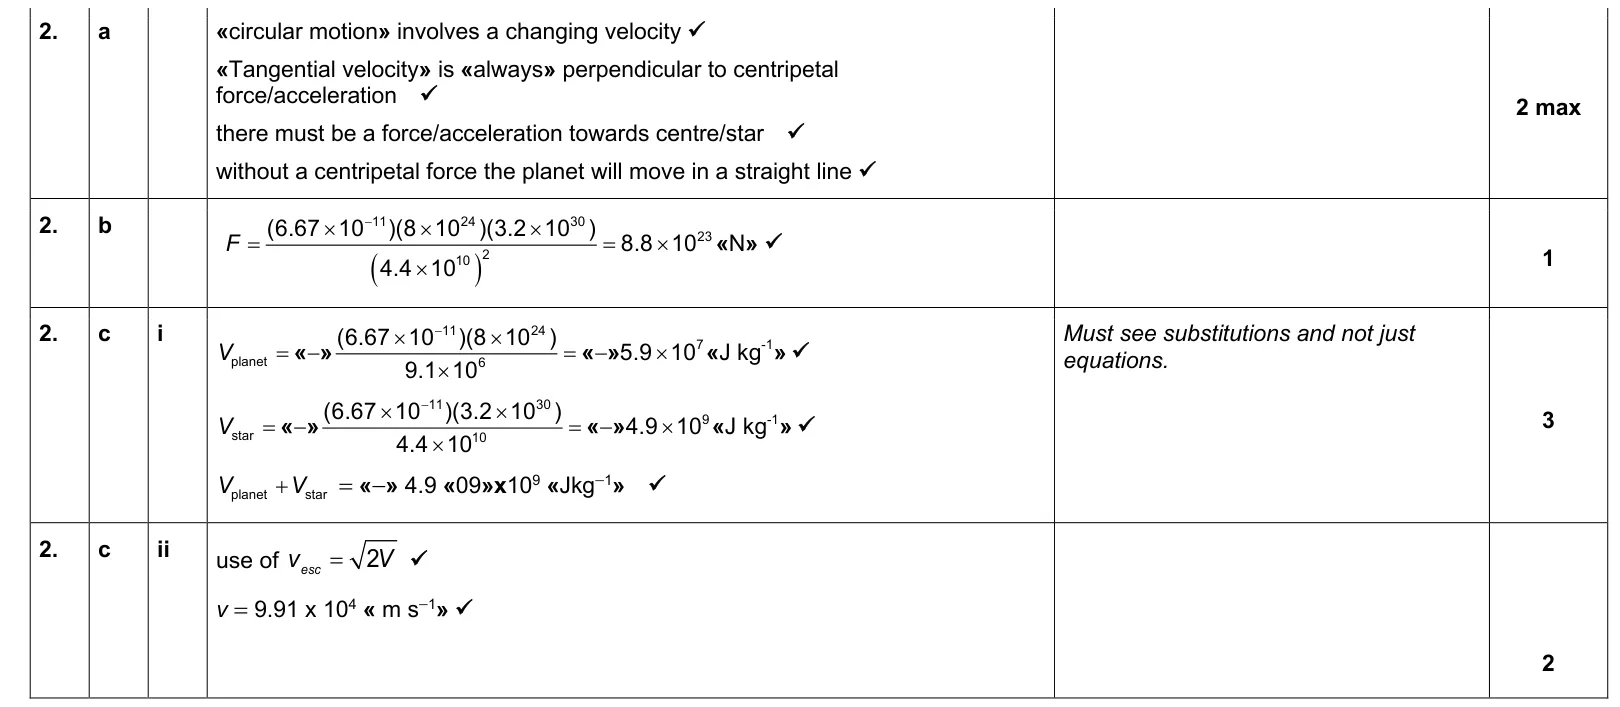 2. a «circular motion» involves a changing velocity ✓
«Tangential velocity» is «always» perpendicular to centripetal
force/acceleration ✓
there must be a force/acceleration towards centre/star ✓
without a centripetal force the planet will move in a straight line ✓
2 max
2. b F = (6.67 × 10⁻¹¹)(8 × 10²⁴)(3.2 × 10³⁰) / (4.4 × 10¹⁰)² = 8.8 × 10²³ «N» ✓
1
2. c i V_planet = «−» (6.67 × 10⁻¹¹)(8 × 10²⁴) / 9.1 × 10⁶ = «−»5.9 × 10⁷ «J kg⁻¹» ✓
V_star = «−» (6.67 × 10⁻¹¹)(3.2 × 10³⁰) / 4.4 × 10¹⁰ = «−»4.9 × 10⁹ «J kg⁻¹» ✓
V_planet + V_star = «−» 4.9 «09»x10⁹ «Jkg⁻¹» ✓
Must see substitutions and not just
equations.
3
2. c ii use of v_esc = √2V ✓
v = 9.91 x 10⁴ « m s⁻¹» ✓
2